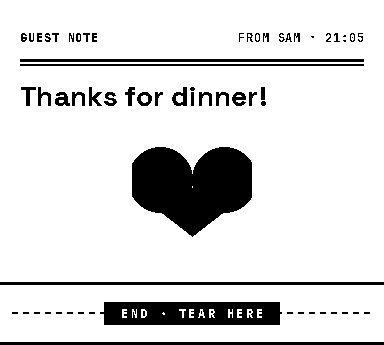 GUEST NOTE
FROM SAM · 21:05
Thanks for dinner!
END · TEAR HERE